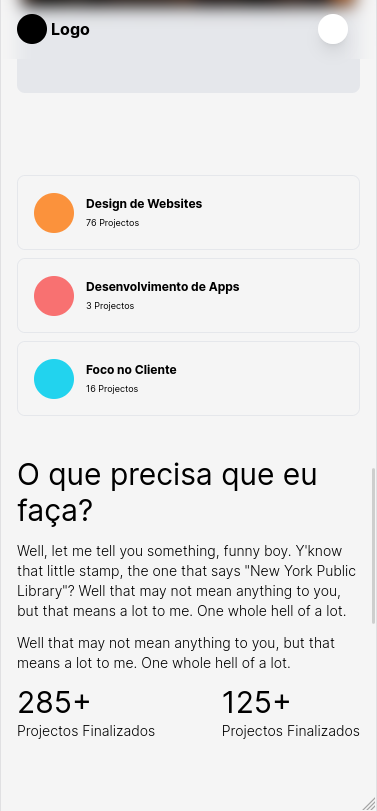 Logo
Design de Websites
76 Projectos
Desenvolvimento de Apps
3 Projectos
Foco no Cliente
16 Projectos
O que precisa que eu
faça?
Well, let me tell you something, funny boy. Y'know
that little stamp, the one that says "New York Public
Library"? Well that may not mean anything to you,
but that means a lot to me. One whole hell of a lot.
Well that may not mean anything to you, but that
means a lot to me. One whole hell of a lot.
285+ 125+
Projectos Finalizados Projectos Finalizados